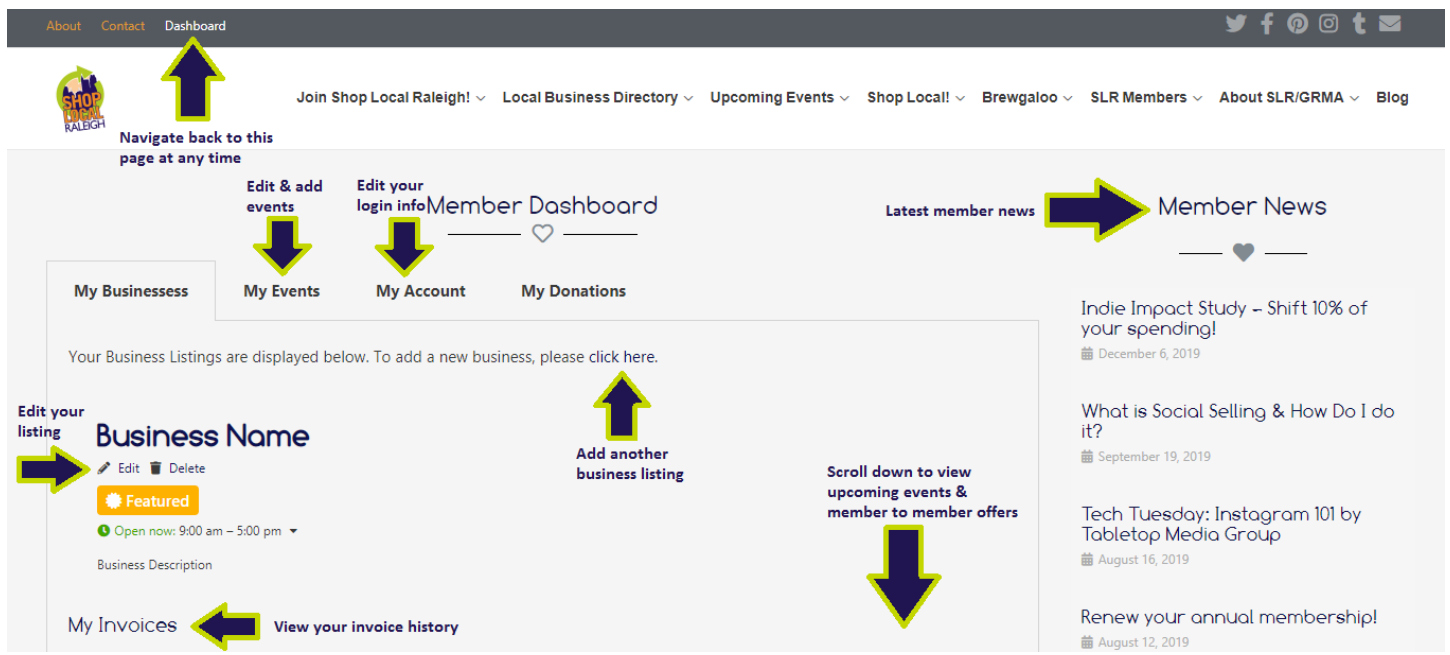 About Contact Dashboard
SHOP
LOCAL
RALEIGH
Join Shop Local Raleigh! Local Business Directory Upcoming Events Shop Local! Brewgaloo SLR Members About SLR/GRMA Blog
Navigate back to this
page at any time
Edit & add
events
Edit your
login info
Member Dashboard
Latest member news
Member News
My Businessess My Events My Account My Donations
Your Business Listings are displayed below. To add a new business, please click here.
Edit your
listing
Business Name
Edit Delete
Featured
Open now: 9:00 am – 5:00 pm
Business Description
Add another
business listing
Scroll down to view
upcoming events &
member to member offers
My Invoices
View your invoice history
Indie Impact Study – Shift 10% of
your spending!
December 6, 2019
What is Social Selling & How Do I do
it?
September 19, 2019
Tech Tuesday: Instagram 101 by
Tabletop Media Group
August 16, 2019
Renew your annual membership!
August 12, 2019